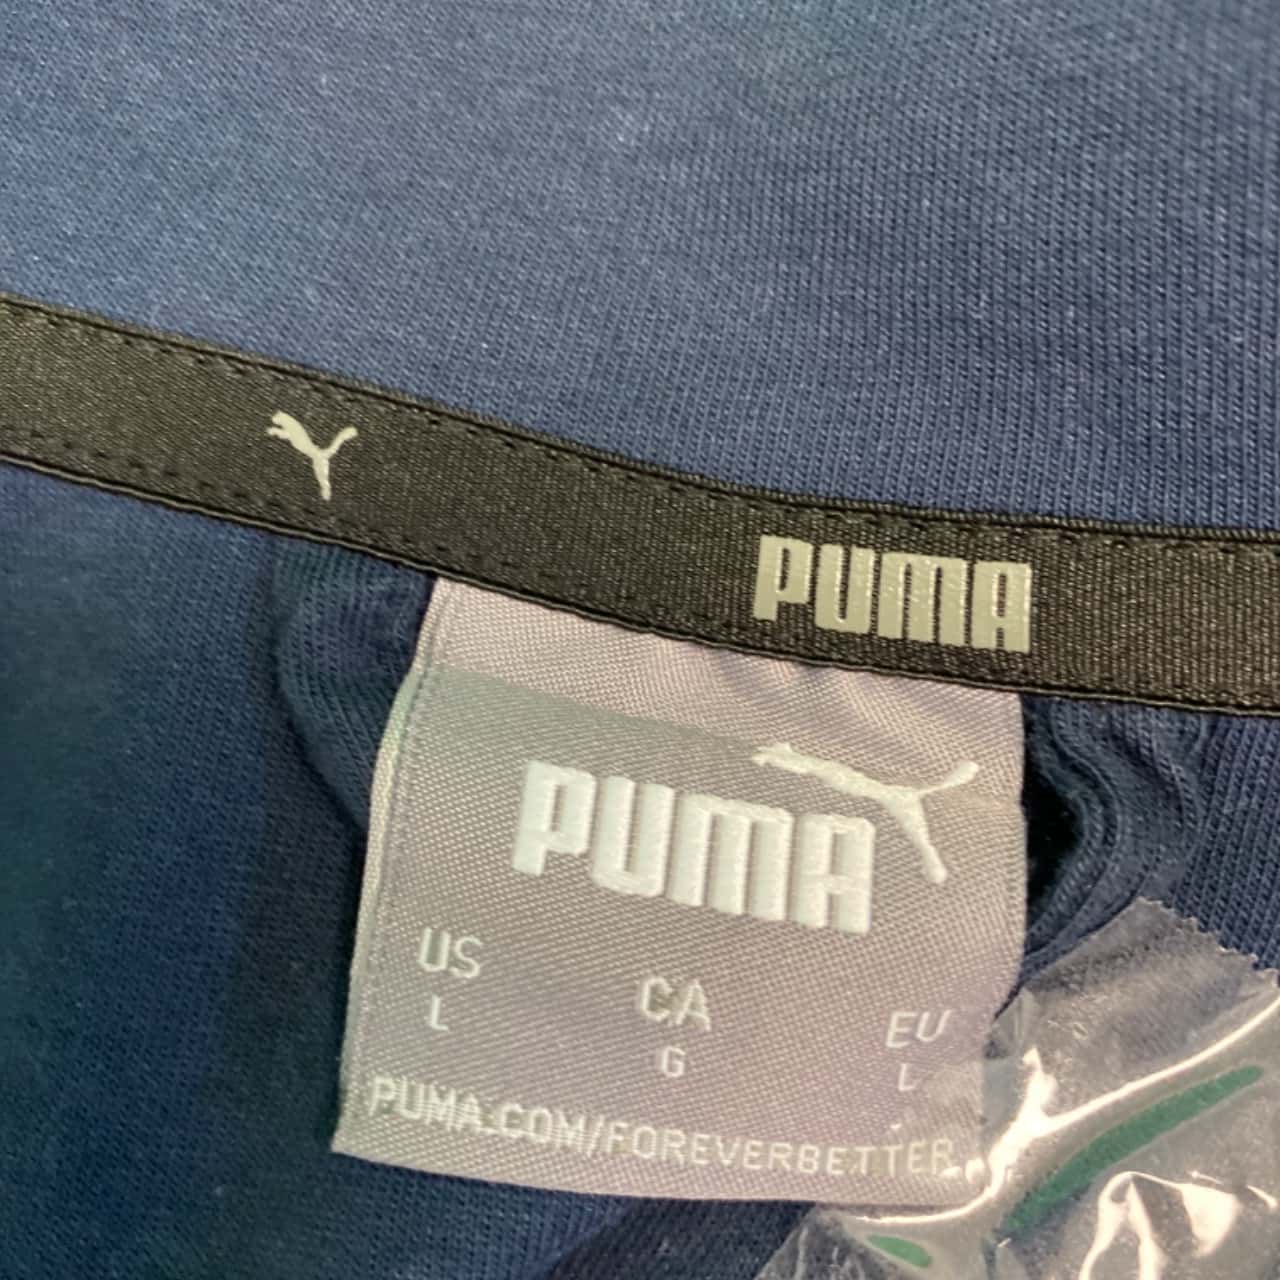 PUMA
PUMA
US CA EU
L G L
PUMA.COM/FOREVERBETTER